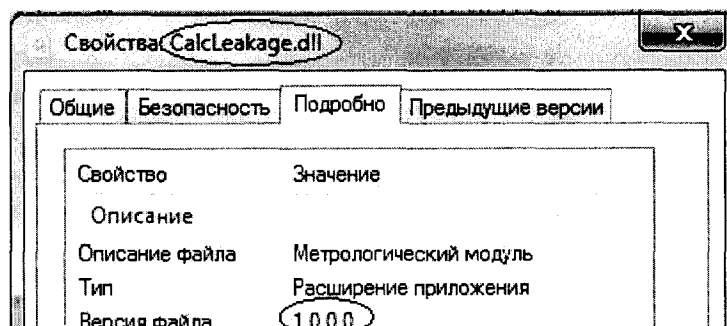 Свойства: CalcLeakage.dll
Общие Безопасность Подробно Предыдущие версии
Свойство Значение
Описание
Описание файла Метрологический модуль
Тип Расширение приложения
Версия файла 1.0.0.0